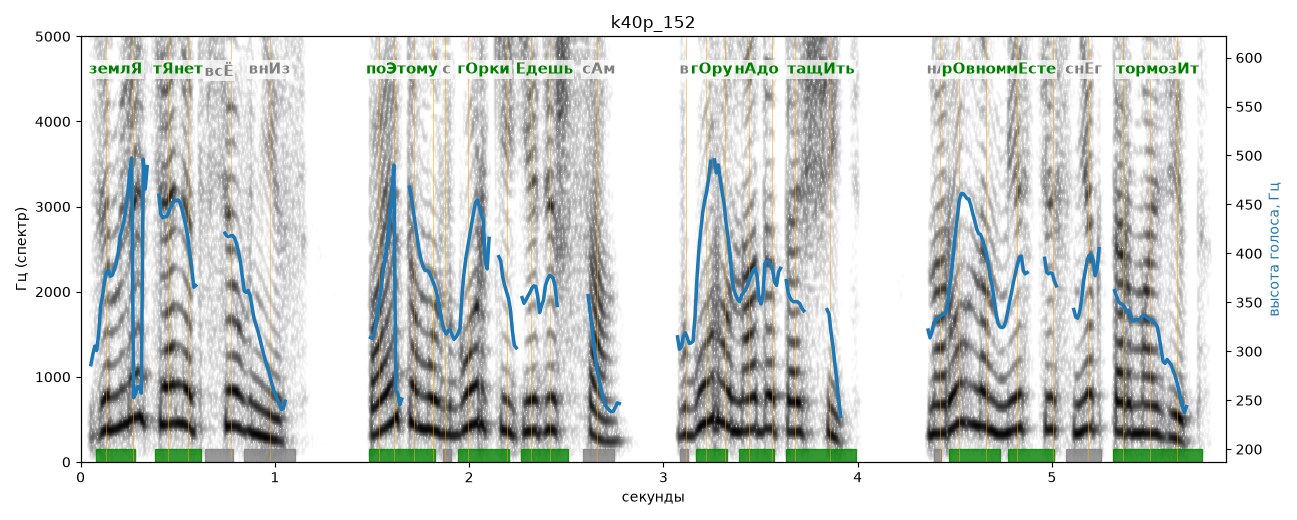 k40p_152
5000
4000
3000
2000
1000
0
Гц (спектр)
землЯ тЯнет всЁ внИз поЭтому с гОрки Едешь сАм в гОру нАдо тащИть рОвном мЕсте снЕг тормозИт
600
550
500
450
400
350
300
250
200
высота голоса, Гц
0 1 2 3 4 5
секунды